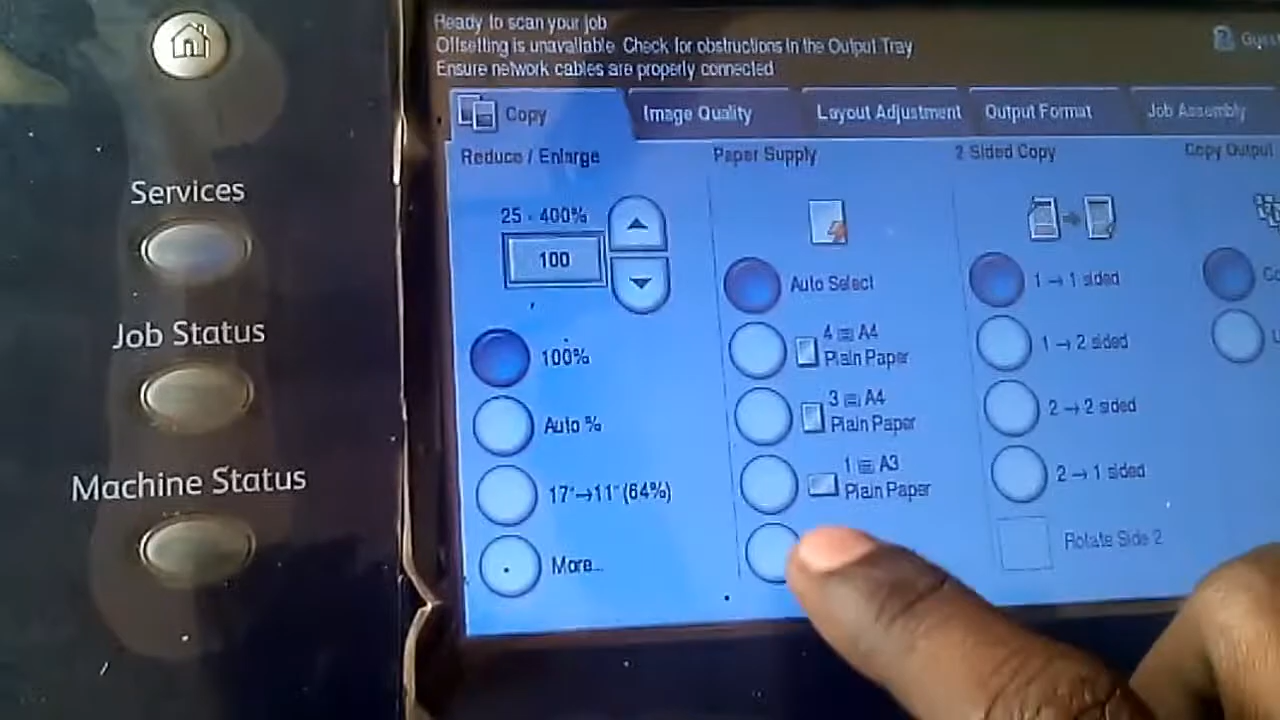 Ready to scan your job
Offsetting is unavailable. Check for obstructions in the Output Tray
Ensure network cables are properly connected
Services
Job Status
Machine Status
Copy
Image Quality
Layout Adjustment
Output Format
Job Assembly
Reduce / Enlarge
25 - 400%
100
100%
Auto %
17"→11" (64%)
More...
Paper Supply
Auto Select
4 A4
Plain Paper
3 A4
Plain Paper
1 A3
Plain Paper
2 Sided Copy
1 → 1 sided
1 → 2 sided
2 → 2 sided
2 → 1 sided
Rotate Side 2
Copy Output